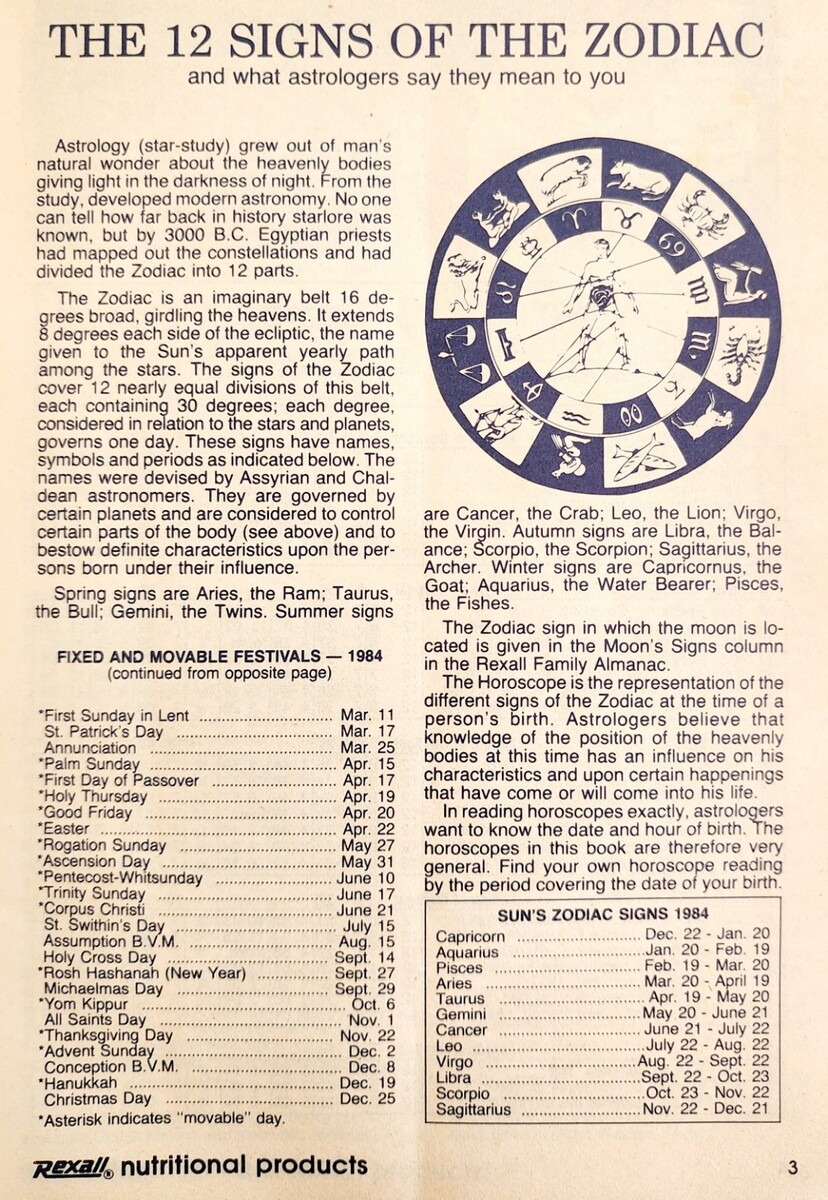 THE 12 SIGNS OF THE ZODIAC
and what astrologers say they mean to you
Astrology (star-study) grew out of man's
natural wonder about the heavenly bodies
giving light in the darkness of night. From the
study, developed modern astronomy. No one
can tell how far back in history starlore was
known, but by 3000 B.C. Egyptian priests
had mapped out the constellations and had
divided the Zodiac into 12 parts.
The Zodiac is an imaginary belt 16 de-
grees broad, girdling the heavens. It extends
8 degrees each side of the ecliptic, the name
given to the Sun's apparent yearly path
among the stars. The signs of the Zodiac
cover 12 nearly equal divisions of this belt,
each containing 30 degrees; each degree,
considered in relation to the stars and planets,
governs one day. These signs have names,
symbols and periods as indicated below. The
names were devised by Assyrian and Chal-
dean astronomers. They are governed by
certain planets and are considered to control
certain parts of the body (see above) and to
bestow definite characteristics upon the per-
sons born under their influence.
Spring signs are Aries, the Ram; Taurus,
the Bull; Gemini, the Twins. Summer signs
are Cancer, the Crab; Leo, the Lion; Virgo,
the Virgin. Autumn signs are Libra, the Bal-
ance; Scorpio, the Scorpion; Sagittarius, the
Archer. Winter signs are Capricornus, the
Goat; Aquarius, the Water Bearer; Pisces,
the Fishes.
The Zodiac sign in which the moon is lo-
cated is given in the Moon's Signs column
in the Rexall Family Almanac.
The Horoscope is the representation of the
different signs of the Zodiac at the time of a
person's birth. Astrologers believe that
knowledge of the position of the heavenly
bodies at this time has an influence on his
characteristics and upon certain happenings
that have come or will come into his life.
In reading horoscopes exactly, astrologers
want to know the date and hour of birth. The
horoscopes in this book are therefore very
general. Find your own horoscope reading
by the period covering the date of your birth.
FIXED AND MOVABLE FESTIVALS — 1984
(continued from opposite page)
*First Sunday in Lent ............ Mar. 11
St. Patrick's Day ............ Mar. 17
Annunciation ............ Mar. 25
*Palm Sunday ............ Apr. 15
*First Day of Passover ............ Apr. 17
*Holy Thursday ............ Apr. 19
*Good Friday ............ Apr. 20
*Easter ............ Apr. 22
*Rogation Sunday ............ May 27
*Ascension Day ............ May 31
*Pentecost-Whitsunday ............ June 10
*Trinity Sunday ............ June 17
*Corpus Christi ............ June 21
St. Swithin's Day ............ July 15
Assumption B.V.M. ............ Aug. 15
Holy Cross Day ............ Sept. 14
*Rosh Hashanah (New Year) ............ Sept. 27
Michaelmas Day ............ Sept. 29
*Yom Kippur ............ Oct. 6
All Saints Day ............ Nov. 1
*Thanksgiving Day ............ Nov. 22
*Advent Sunday ............ Dec. 2
Conception B.V.M. ............ Dec. 8
*Hanukkah ............ Dec. 19
Christmas Day ............ Dec. 25
*Asterisk indicates "movable" day.
SUN'S ZODIAC SIGNS 1984
Capricorn ............ Dec. 22 - Jan. 20
Aquarius ............ Jan. 20 - Feb. 19
Pisces ............ Feb. 19 - Mar. 20
Aries ............ Mar. 20 - April 19
Taurus ............ Apr. 19 - May 20
Gemini ............ May 20 - June 21
Cancer ............ June 21 - July 22
Leo ............ July 22 - Aug. 22
Virgo ............ Aug. 22 - Sept. 22
Libra ............ Sept. 22 - Oct. 23
Scorpio ............ Oct. 23 - Nov. 22
Sagittarius ............ Nov. 22 - Dec. 21
Rexall® nutritional products
3